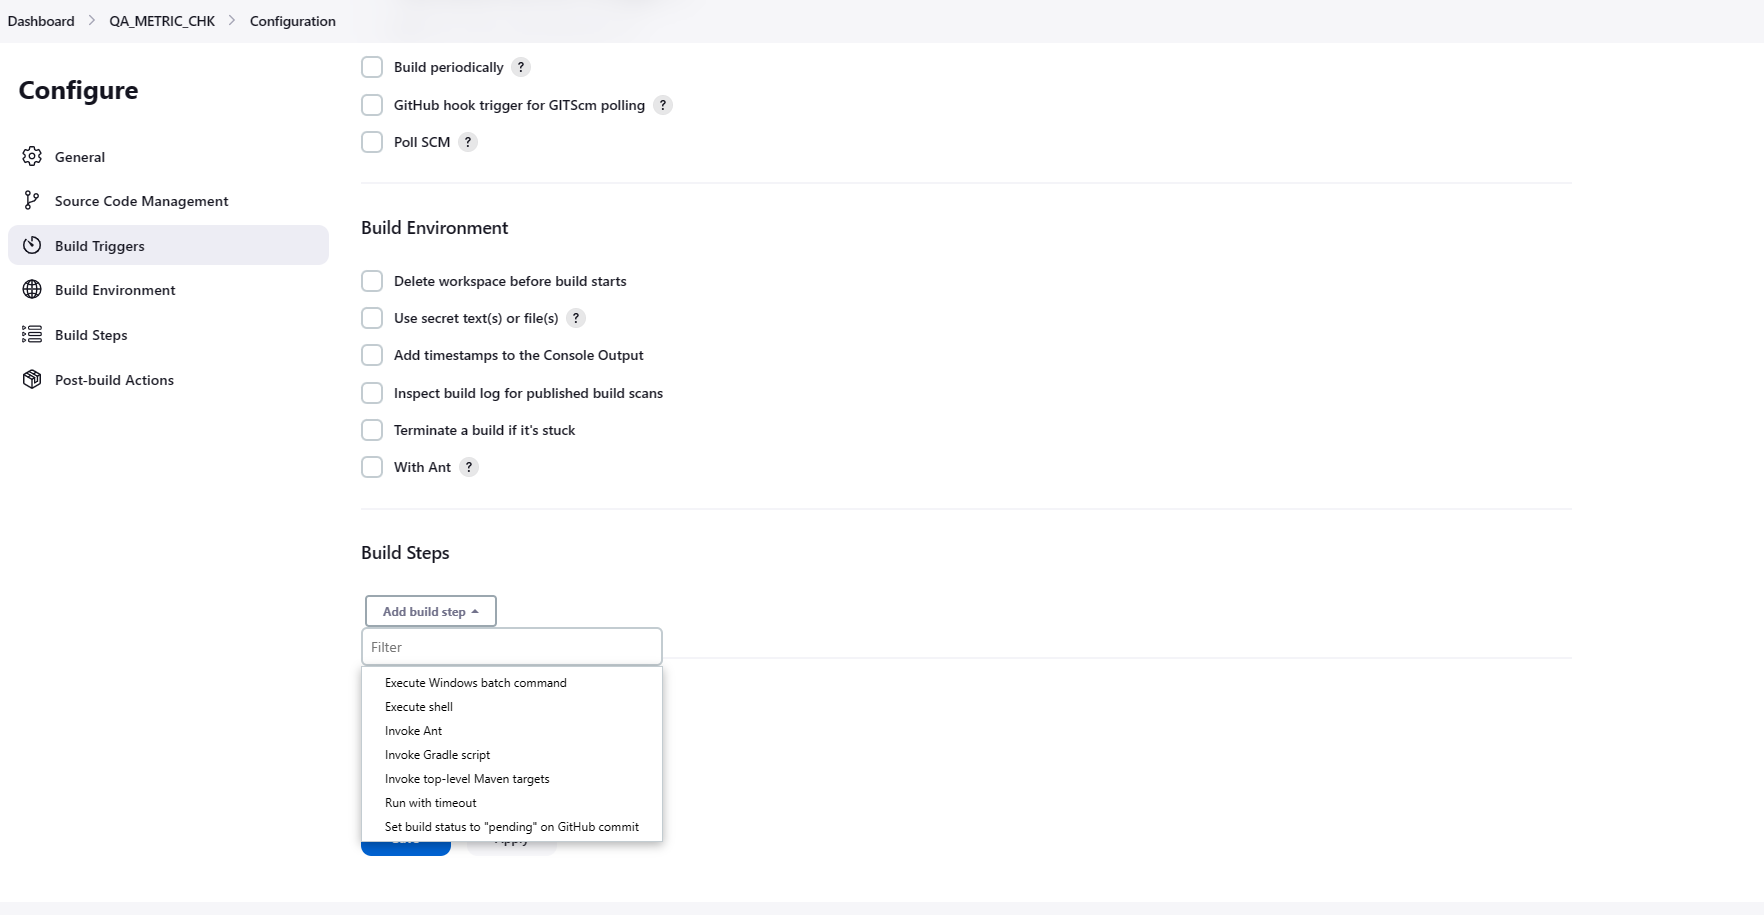 Dashboard > QA_METRIC_CHK > Configuration
Configure
General
Source Code Management
Build Triggers
Build Environment
Build Steps
Post-build Actions
Build periodically ?
GitHub hook trigger for GITScm polling ?
Poll SCM ?
Build Environment
Delete workspace before build starts
Use secret text(s) or file(s) ?
Add timestamps to the Console Output
Inspect build log for published build scans
Terminate a build if it's stuck
With Ant ?
Build Steps
Add build step
Filter
Execute Windows batch command
Execute shell
Invoke Ant
Invoke Gradle script
Invoke top-level Maven targets
Run with timeout
Set build status to "pending" on GitHub commit
Apply